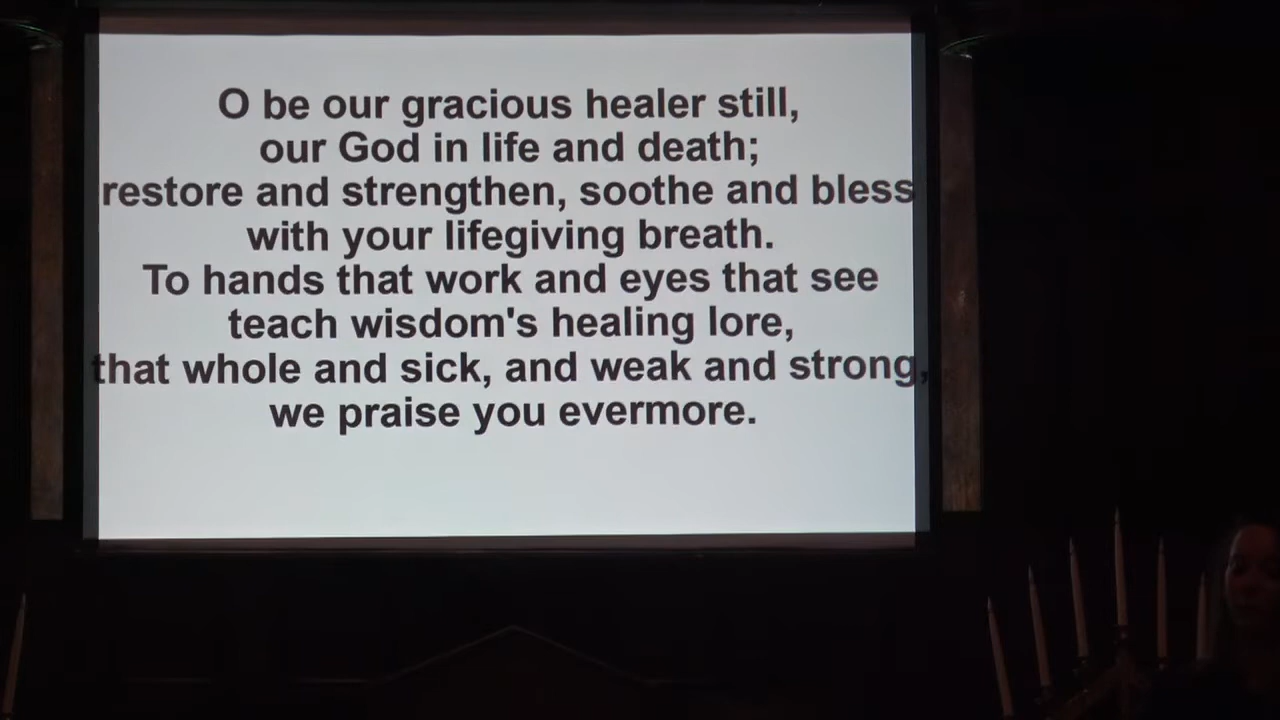 O be our gracious healer still,
our God in life and death;
restore and strengthen, soothe and bless
with your lifegiving breath.
To hands that work and eyes that see
teach wisdom's healing lore,
that whole and sick, and weak and strong,
we praise you evermore.